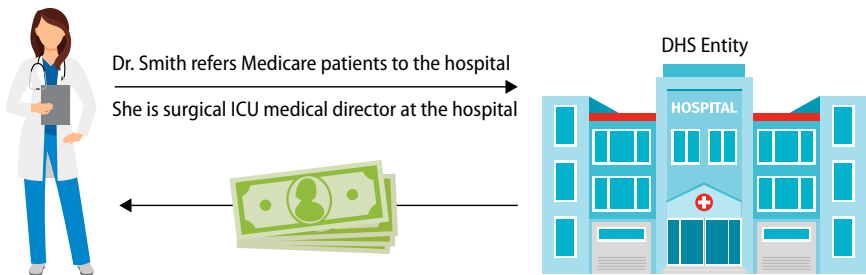 Dr. Smith refers Medicare patients to the hospital
She is surgical ICU medical director at the hospital
DHS Entity
HOSPITAL